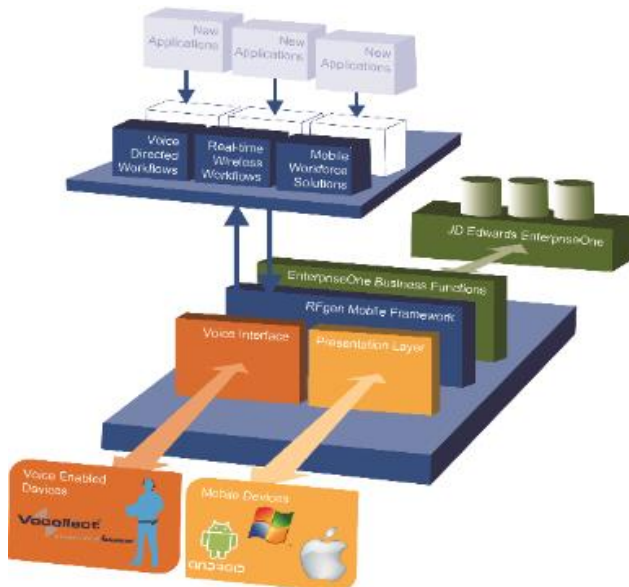 New
Applications
New
Applications
New
Applications
Voice
Directed
Workflows
Real-time
Wireless
Workflows
Mobile
Workforce
Solutions
JD Edwards EnterpriseOne
EnterpriseOne Business Functions
RFgen Mobile Framework
Voice Interface
Presentation Layer
Voice Enabled
Devices
Vocollect
Mobile Devices
ANDROID